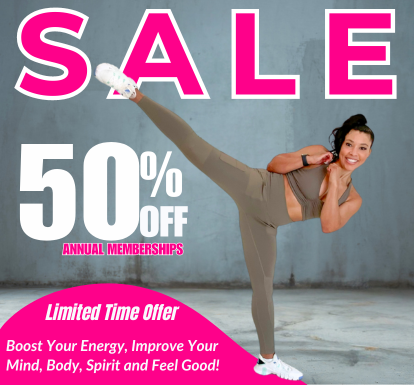 SALE
50%
OFF
ANNUAL MEMBERSHIPS
Limited Time Offer
Boost Your Energy, Improve Your
Mind, Body, Spirit and Feel Good!